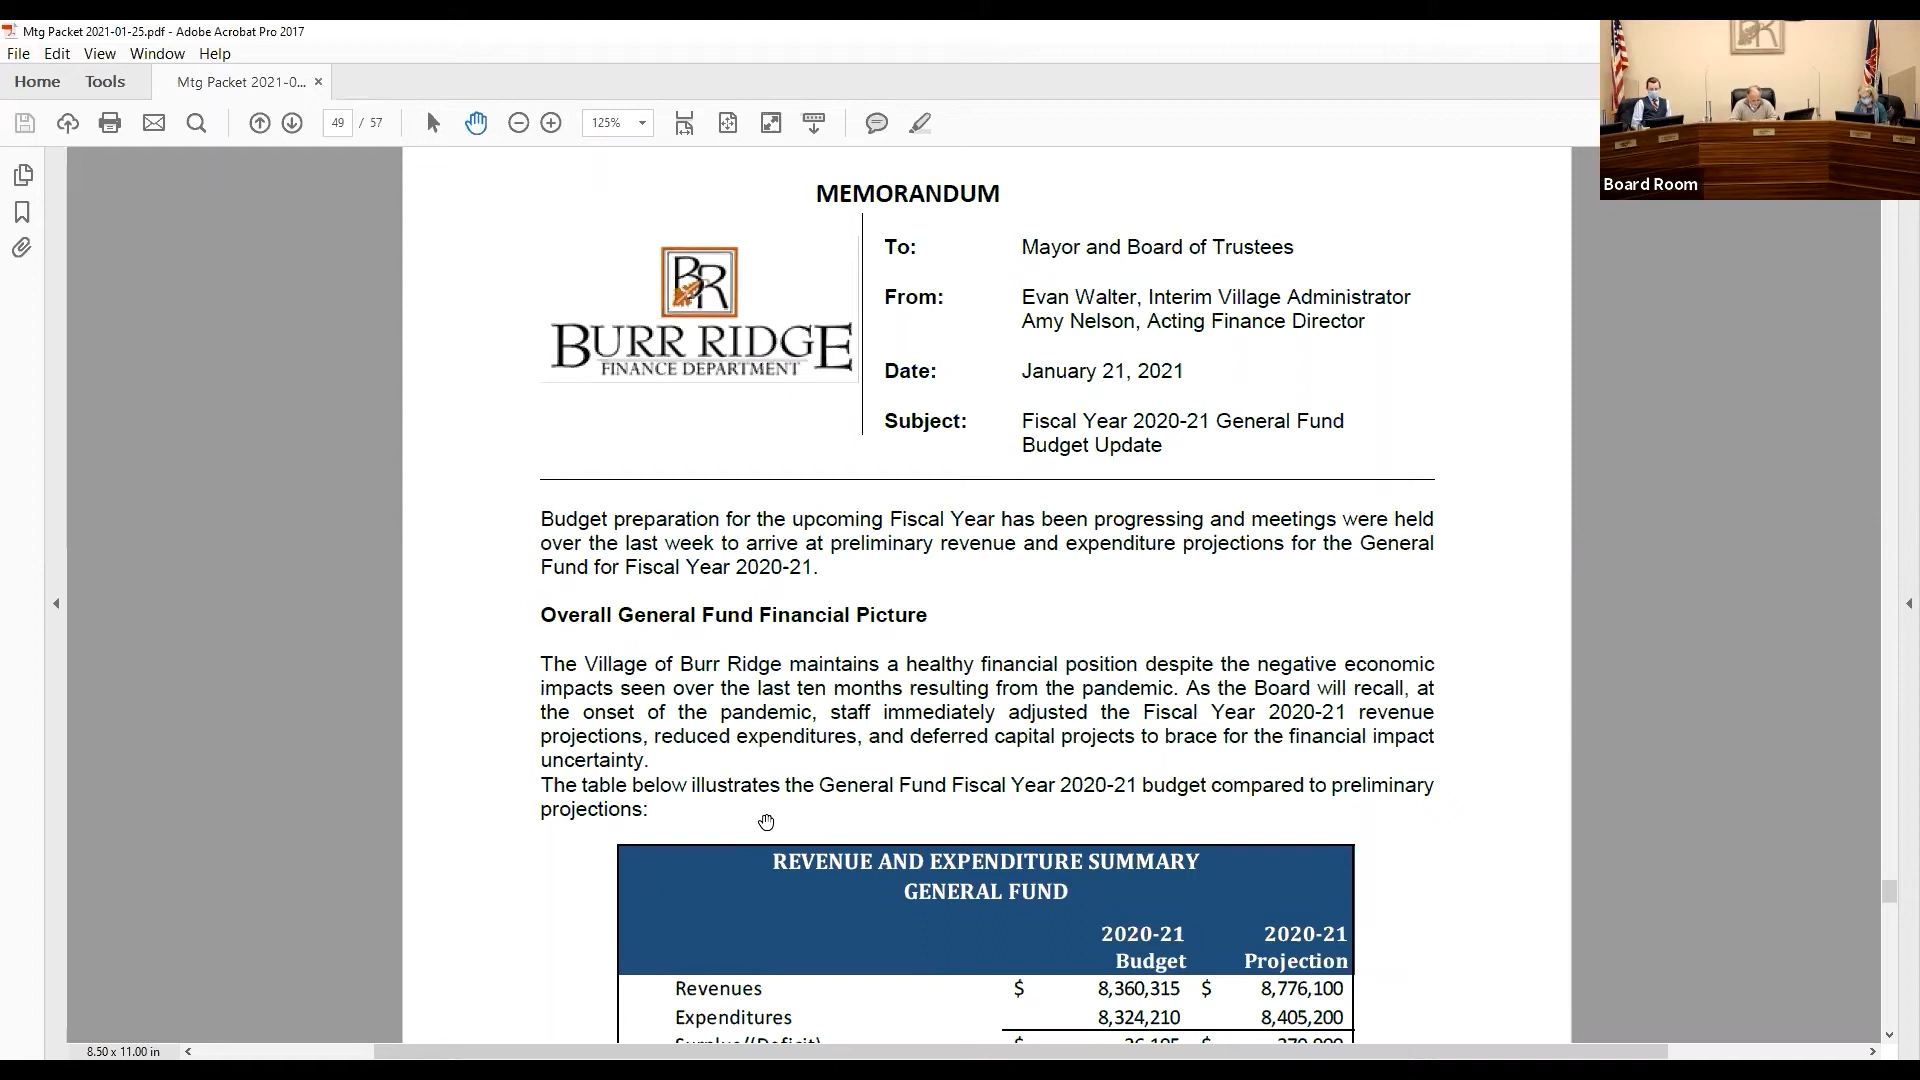 Mtg Packet 2021-01-25.pdf - Adobe Acrobat Pro 2017
File Edit View Window Help
Home Tools Mtg Packet 2021-0... ×
49 / 57 125%
Board Room
MEMORANDUM
BR
BURR RIDGE
FINANCE DEPARTMENT
To: Mayor and Board of Trustees
From: Evan Walter, Interim Village Administrator
Amy Nelson, Acting Finance Director
Date: January 21, 2021
Subject: Fiscal Year 2020-21 General Fund
Budget Update
Budget preparation for the upcoming Fiscal Year has been progressing and meetings were held
over the last week to arrive at preliminary revenue and expenditure projections for the General
Fund for Fiscal Year 2020-21.
Overall General Fund Financial Picture
The Village of Burr Ridge maintains a healthy financial position despite the negative economic
impacts seen over the last ten months resulting from the pandemic. As the Board will recall, at
the onset of the pandemic, staff immediately adjusted the Fiscal Year 2020-21 revenue
projections, reduced expenditures, and deferred capital projects to brace for the financial impact
uncertainty.
The table below illustrates the General Fund Fiscal Year 2020-21 budget compared to preliminary
projections:
REVENUE AND EXPENDITURE SUMMARY
GENERAL FUND
2020-21 2020-21
Budget Projection
Revenues $ 8,360,315 $ 8,776,100
Expenditures 8,324,210 8,405,200
8.50 x 11.00 in